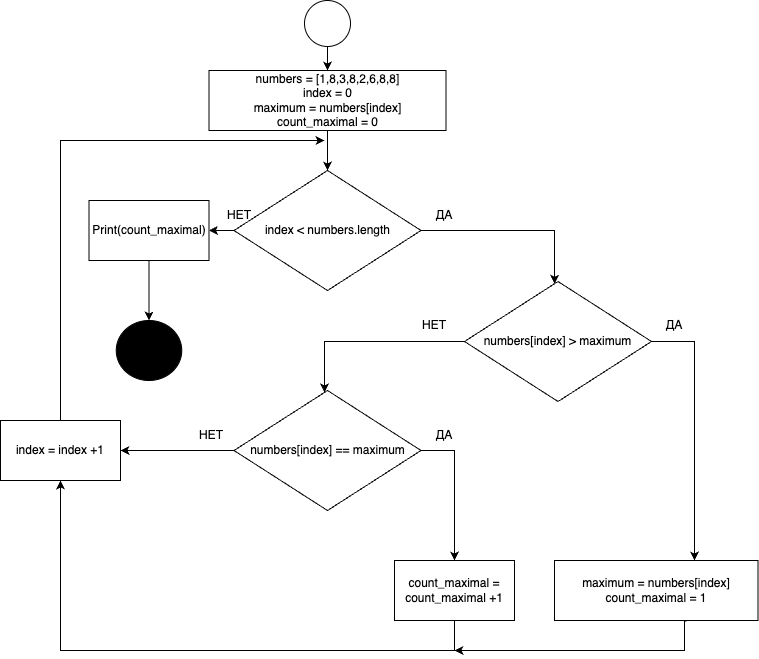 numbers = [1,8,3,8,2,6,8,8]
index = 0
maximum = numbers[index]
count_maximal = 0
НЕТ
ДА
Print(count_maximal)
index < numbers.length
НЕТ
ДА
numbers[index] > maximum
НЕТ
ДА
index = index +1
numbers[index] == maximum
count_maximal =
count_maximal +1
maximum = numbers[index]
count_maximal = 1